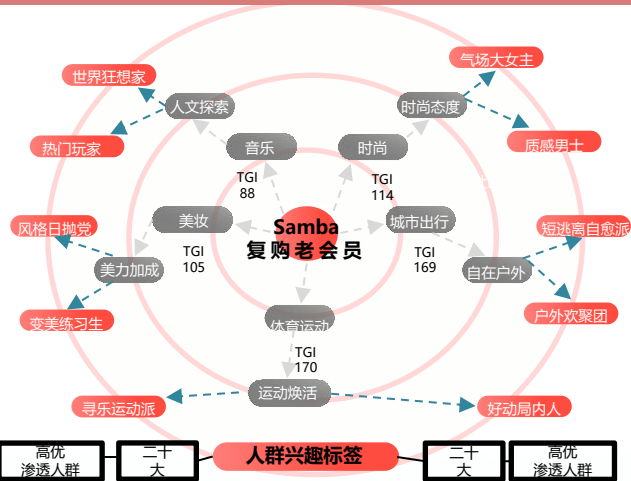 气场大女主
世界狂想家
人文探索
时尚态度
热门玩家
质感男士
音乐
时尚
TGI
88
TGI
114
美妆
Samba
复购老会员
城市出行
风格日抛党
短逃离自愈派
TGI
105
TGI
169
美力加成
自在户外
变美练习生
体育运动
户外欢聚团
TGI
170
运动焕活
寻乐运动派
好动局内人
高优
渗透人群
二十
大
人群兴趣标签
二十
大
高优
渗透人群